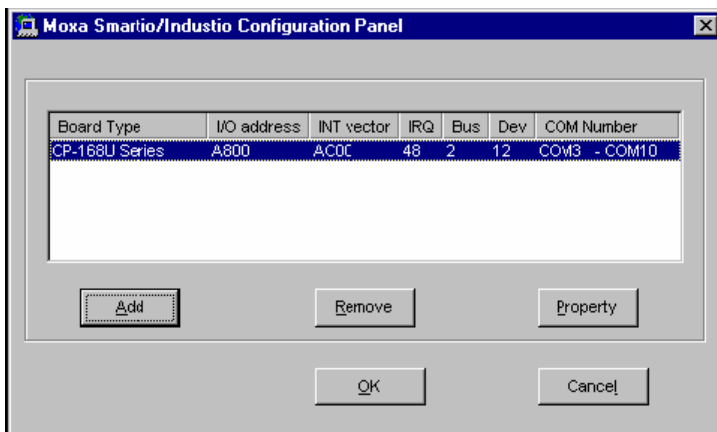 Moxa Smartio/Industio Configuration Panel
Board Type I/O address INT vector IRQ Bus Dev COM Number
CP-168U Series A800 AC00 48 2 12 COM3 - COM10
Add Remove Property
OK Cancel